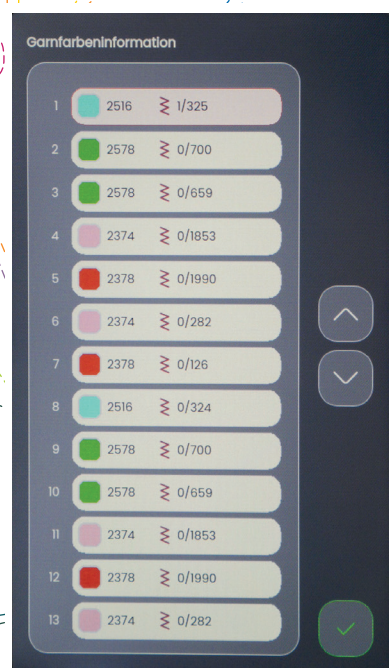 Garnfarbeninformation
1 2516 1/325
2 2578 0/700
3 2578 0/659
4 2374 0/1853
5 2378 0/1990
6 2374 0/282
7 2378 0/126
8 2516 0/324
9 2578 0/700
10 2578 0/659
11 2374 0/1853
12 2378 0/1990
13 2374 0/282